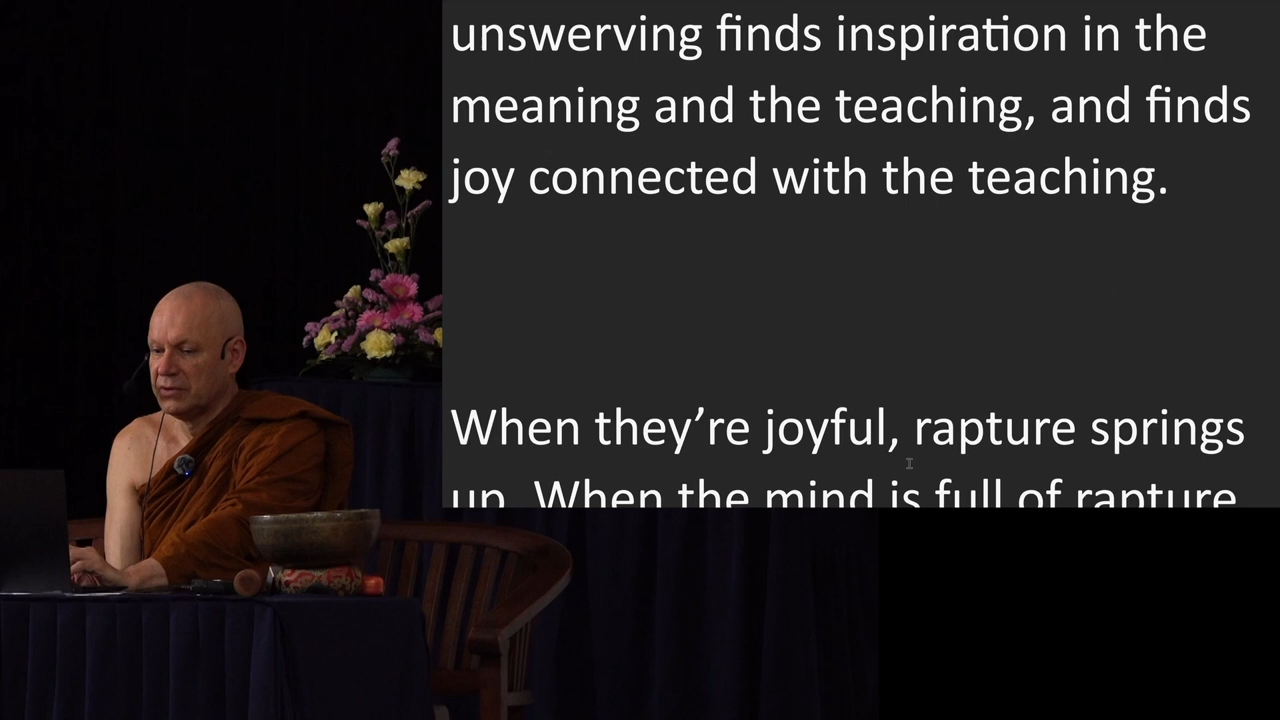 unswerving finds inspiration in the
meaning and the teaching, and finds
joy connected with the teaching.
When they’re joyful, rapture springs
up. When the mind is full of rapture